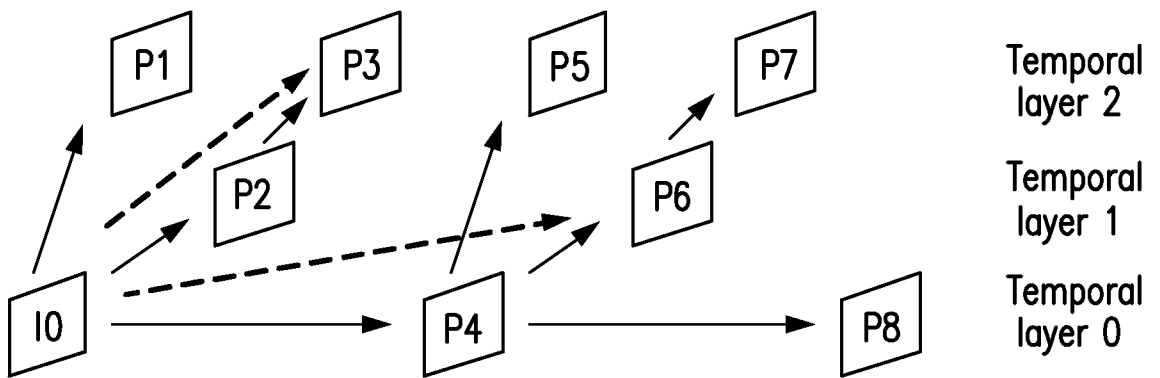 P1
P3
P5
P7
Temporal
layer 2
P2
P6
Temporal
layer 1
I0
P4
P8
Temporal
layer 0